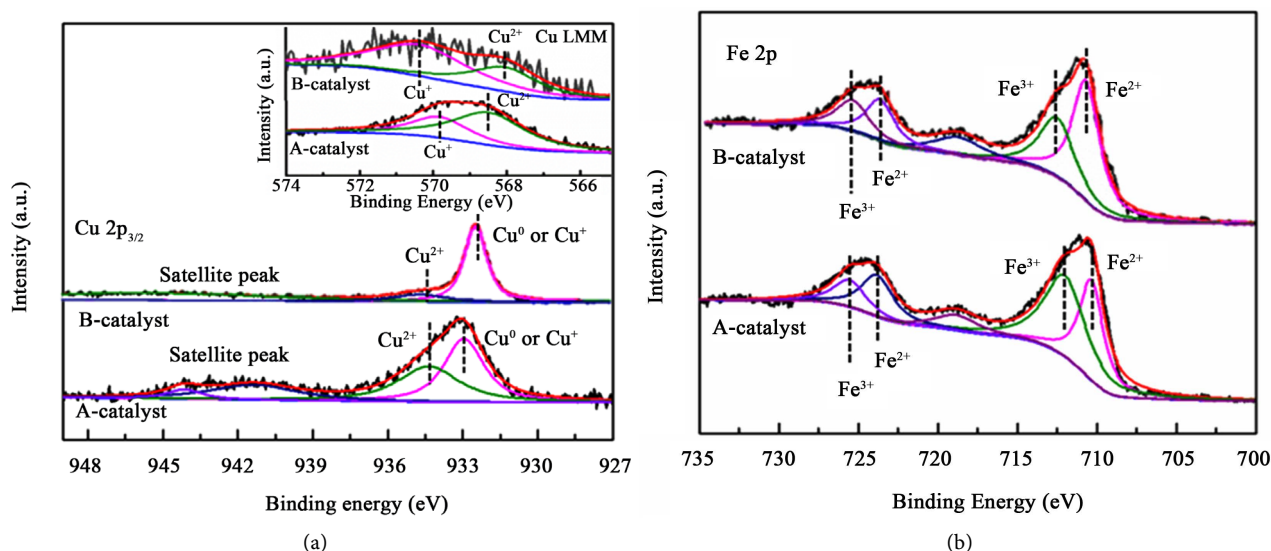 Cu²⁺ Cu LMM
B-catalyst
Cu⁺ Cu²⁺
A-catalyst
Cu⁺
Intensity (a.u.)
574 572 570 568 566
Binding Energy (eV)
Cu 2p₃/₂
Cu⁰ or Cu⁺
Cu²⁺
Satellite peak
B-catalyst
Cu²⁺ Cu⁰ or Cu⁺
Satellite peak
A-catalyst
Intensity (a.u.)
948 945 942 939 936 933 930 927
Binding energy (eV)
(a)
Fe 2p
Fe³⁺ Fe²⁺
B-catalyst
Fe²⁺
Fe³⁺
Fe³⁺ Fe²⁺
A-catalyst
Fe²⁺
Fe³⁺
Intensity (a.u.)
735 730 725 720 715 710 705 700
Binding Energy (eV)
(b)